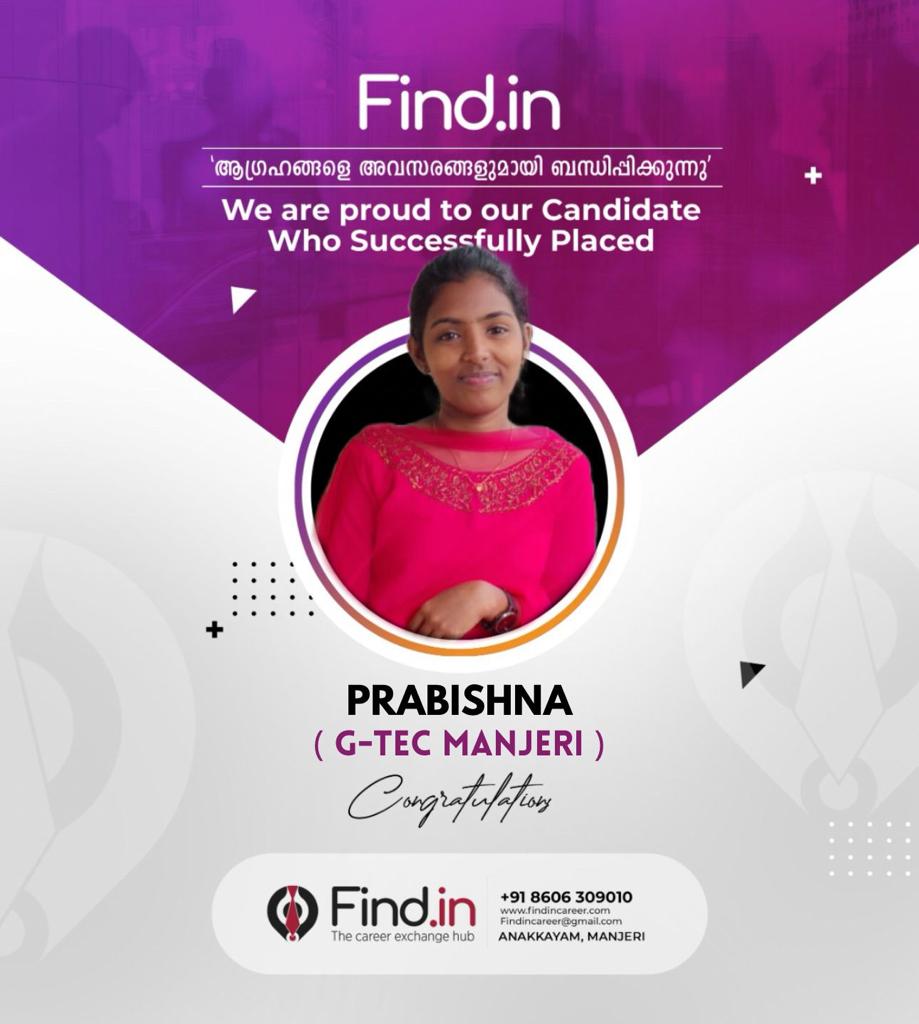 Find.in
'ആഗ്രഹങ്ങളെ അവസരങ്ങളുമായി ബന്ധിപ്പിക്കുന്നു'
We are proud to our Candidate
Who Successfully Placed
PRABISHNA
( G-TEC MANJERI )
Congratulations
Find.in
The career exchange hub
+91 8606 309010
www.findincareer.com
Findincareer@gmail.com
ANAKKAYAM, MANJERI